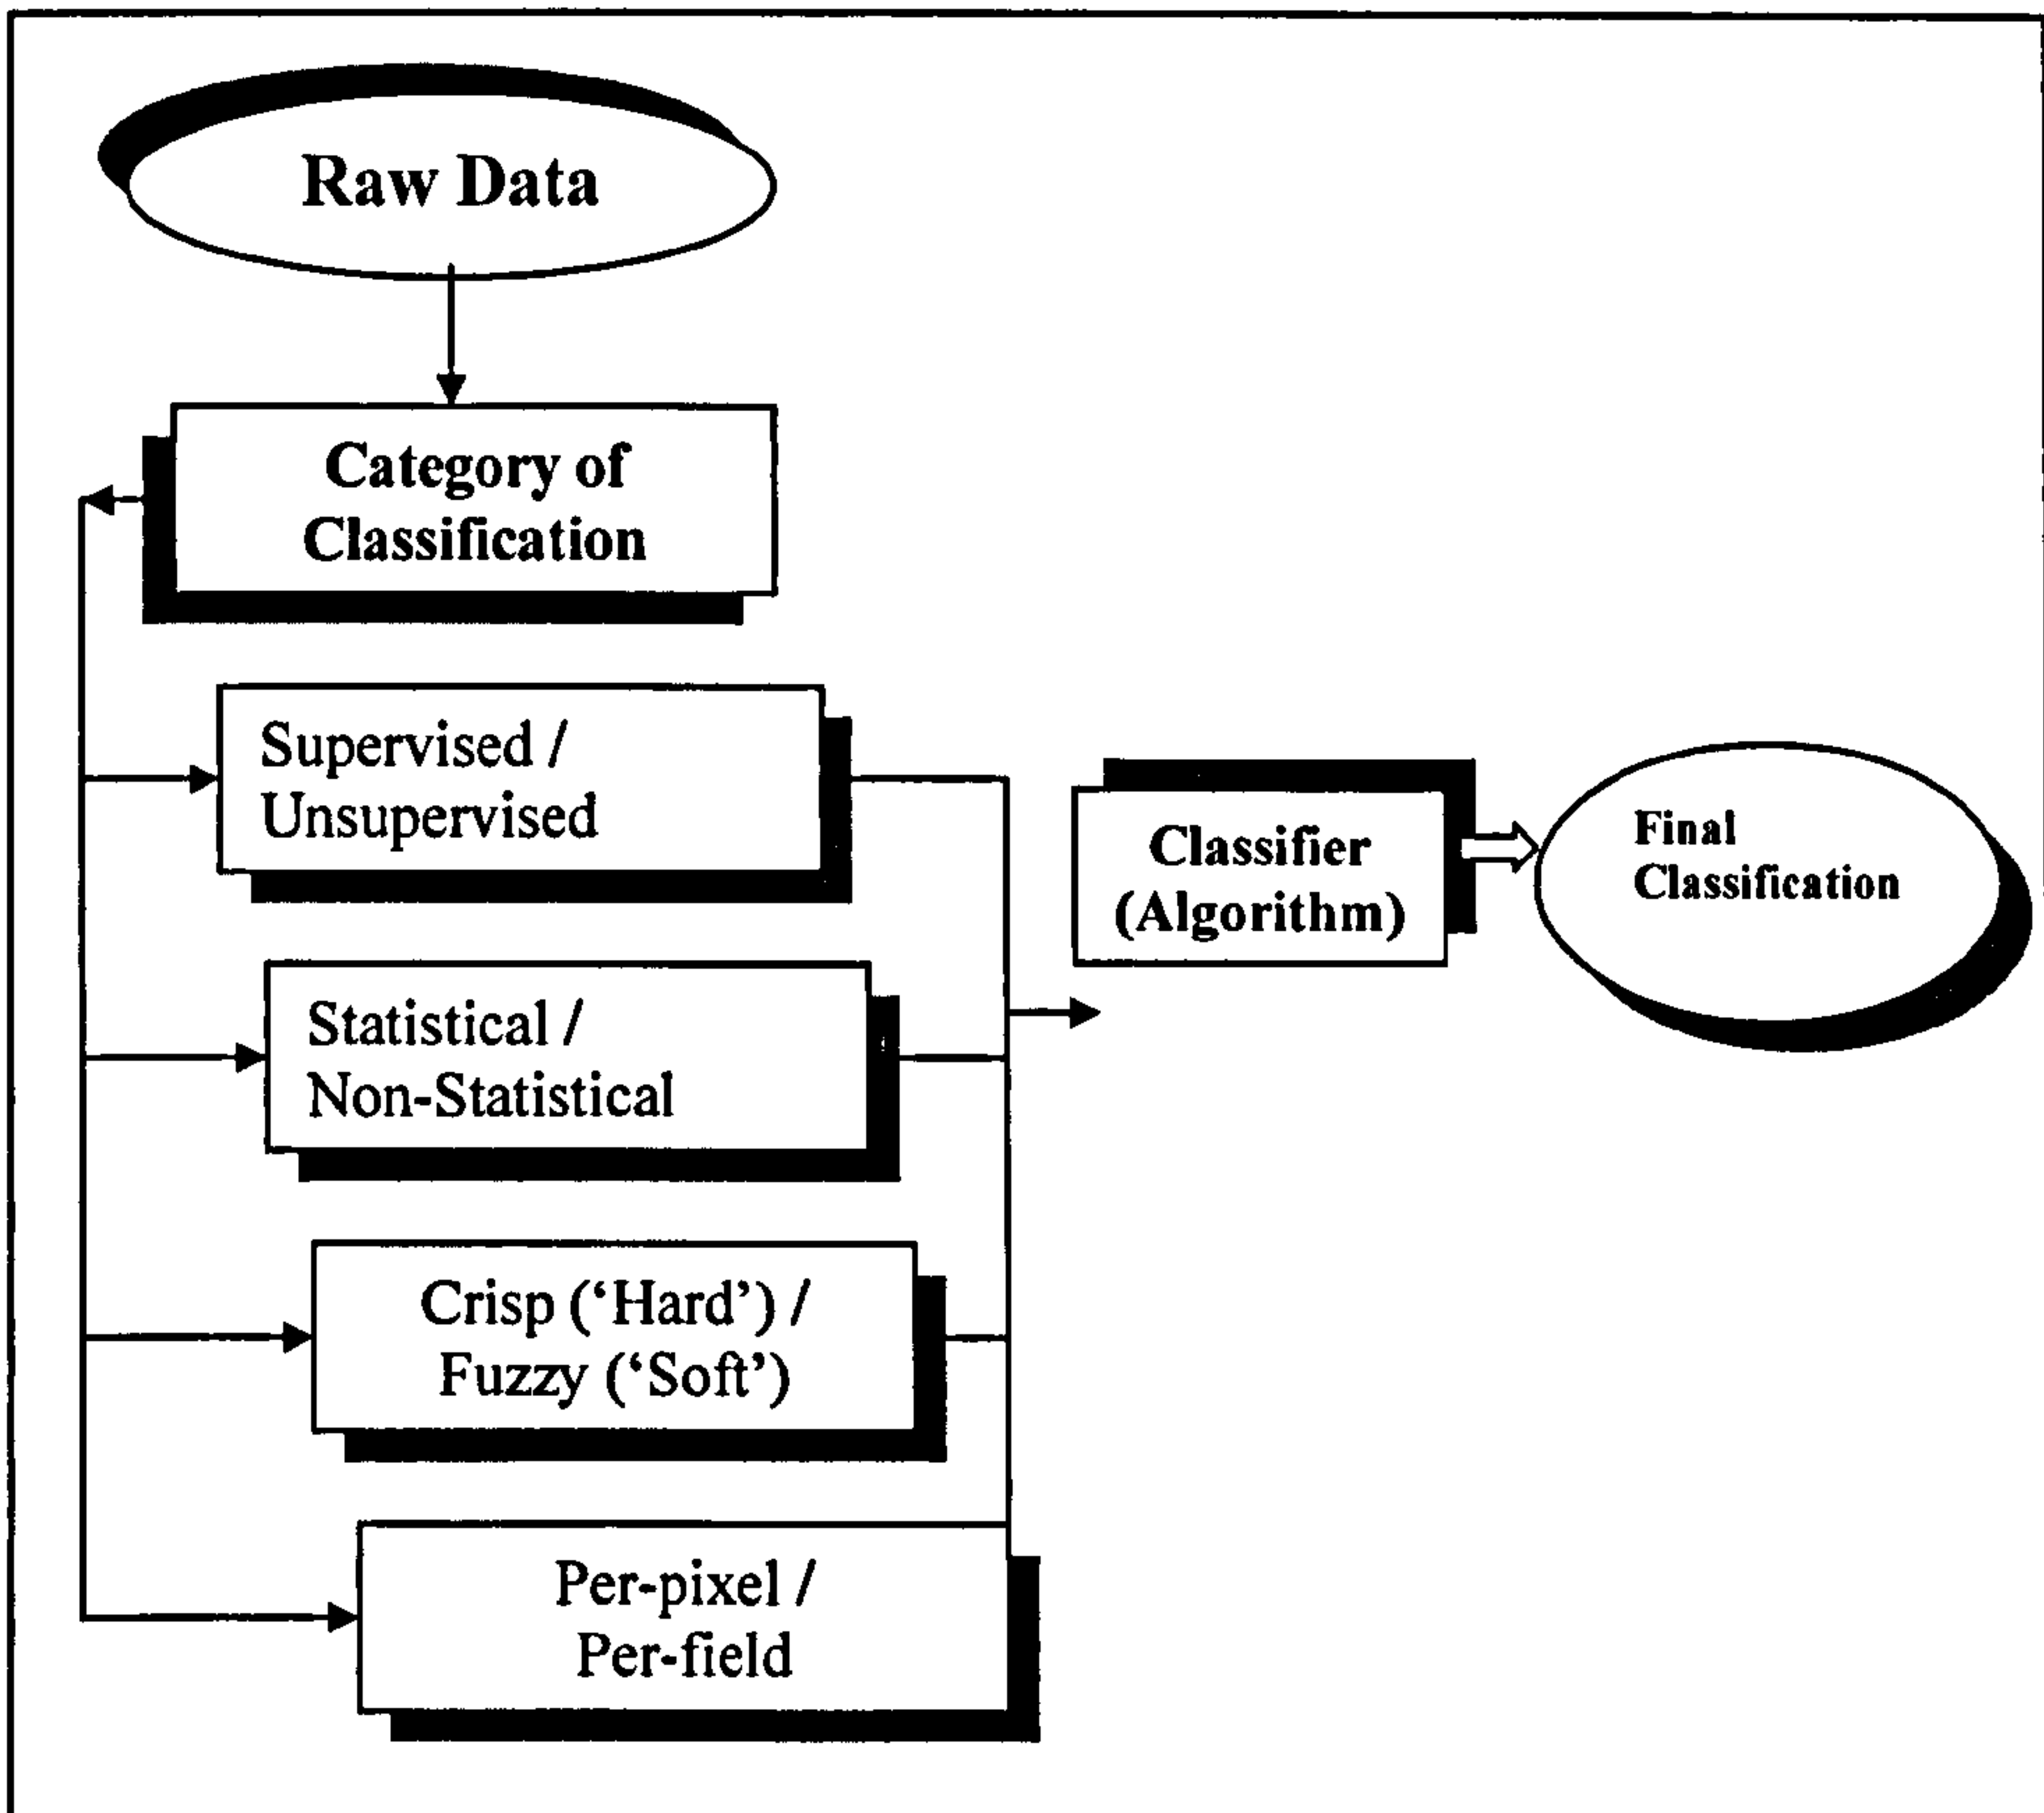 Raw Data
Category of
Classification
Supervised /
Unsupervised
Statistical /
Non-Statistical
Crisp (‘Hard’) /
Fuzzy (‘Soft’)
Per-pixel /
Per-field
Classifier
(Algorithm)
Final
Classification